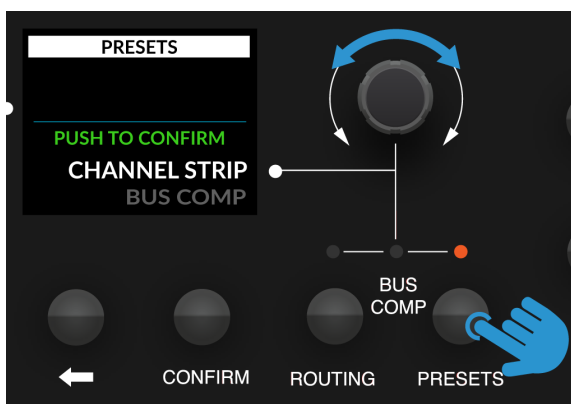 PRESETS
PUSH TO CONFIRM
CHANNEL STRIP
BUS COMP
BUS
COMP
CONFIRM
ROUTING
PRESETS